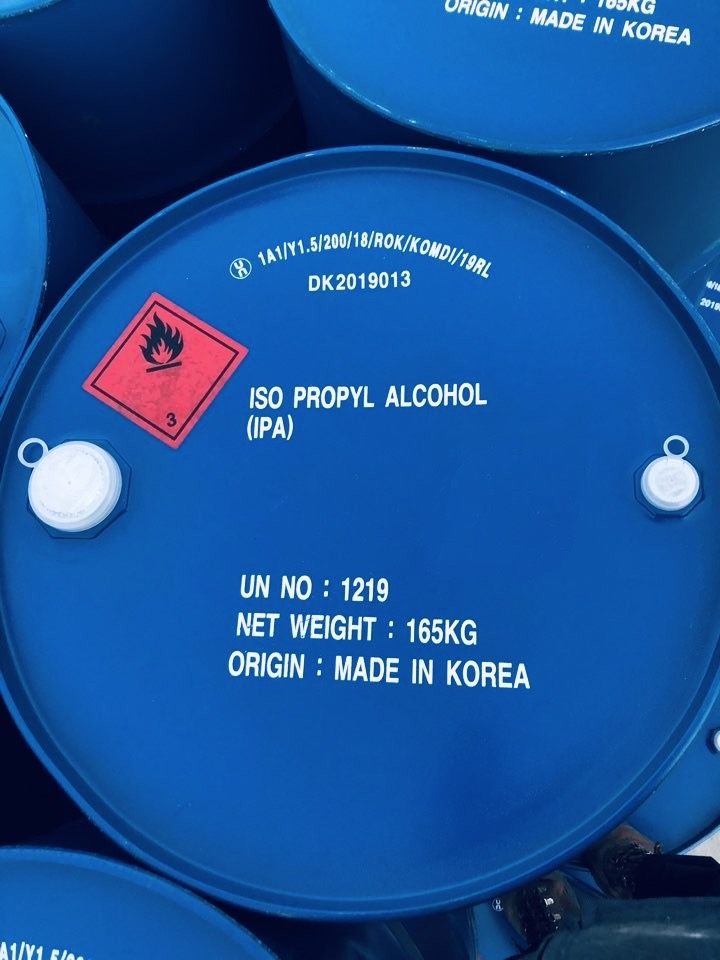 165KG
ORIGIN : MADE IN KOREA
1A1/Y1.5/200/18/ROK/KOMDI/19RL
DK2019013
3
ISO PROPYL ALCOHOL
(IPA)
UN NO : 1219
NET WEIGHT : 165KG
ORIGIN : MADE IN KOREA